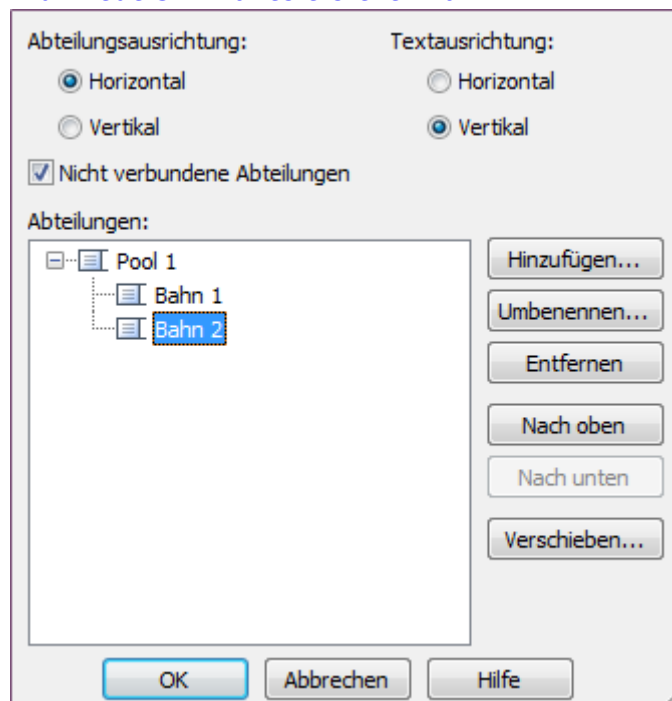 Abteilungsausrichtung:
Textausrichtung:
Horizontal
Horizontal
Vertikal
Vertikal
Nicht verbundene Abteilungen
Abteilungen:
Pool 1
Bahn 1
Bahn 2
Hinzufügen...
Umbenennen...
Entfernen
Nach oben
Nach unten
Verschieben...
OK
Abbrechen
Hilfe